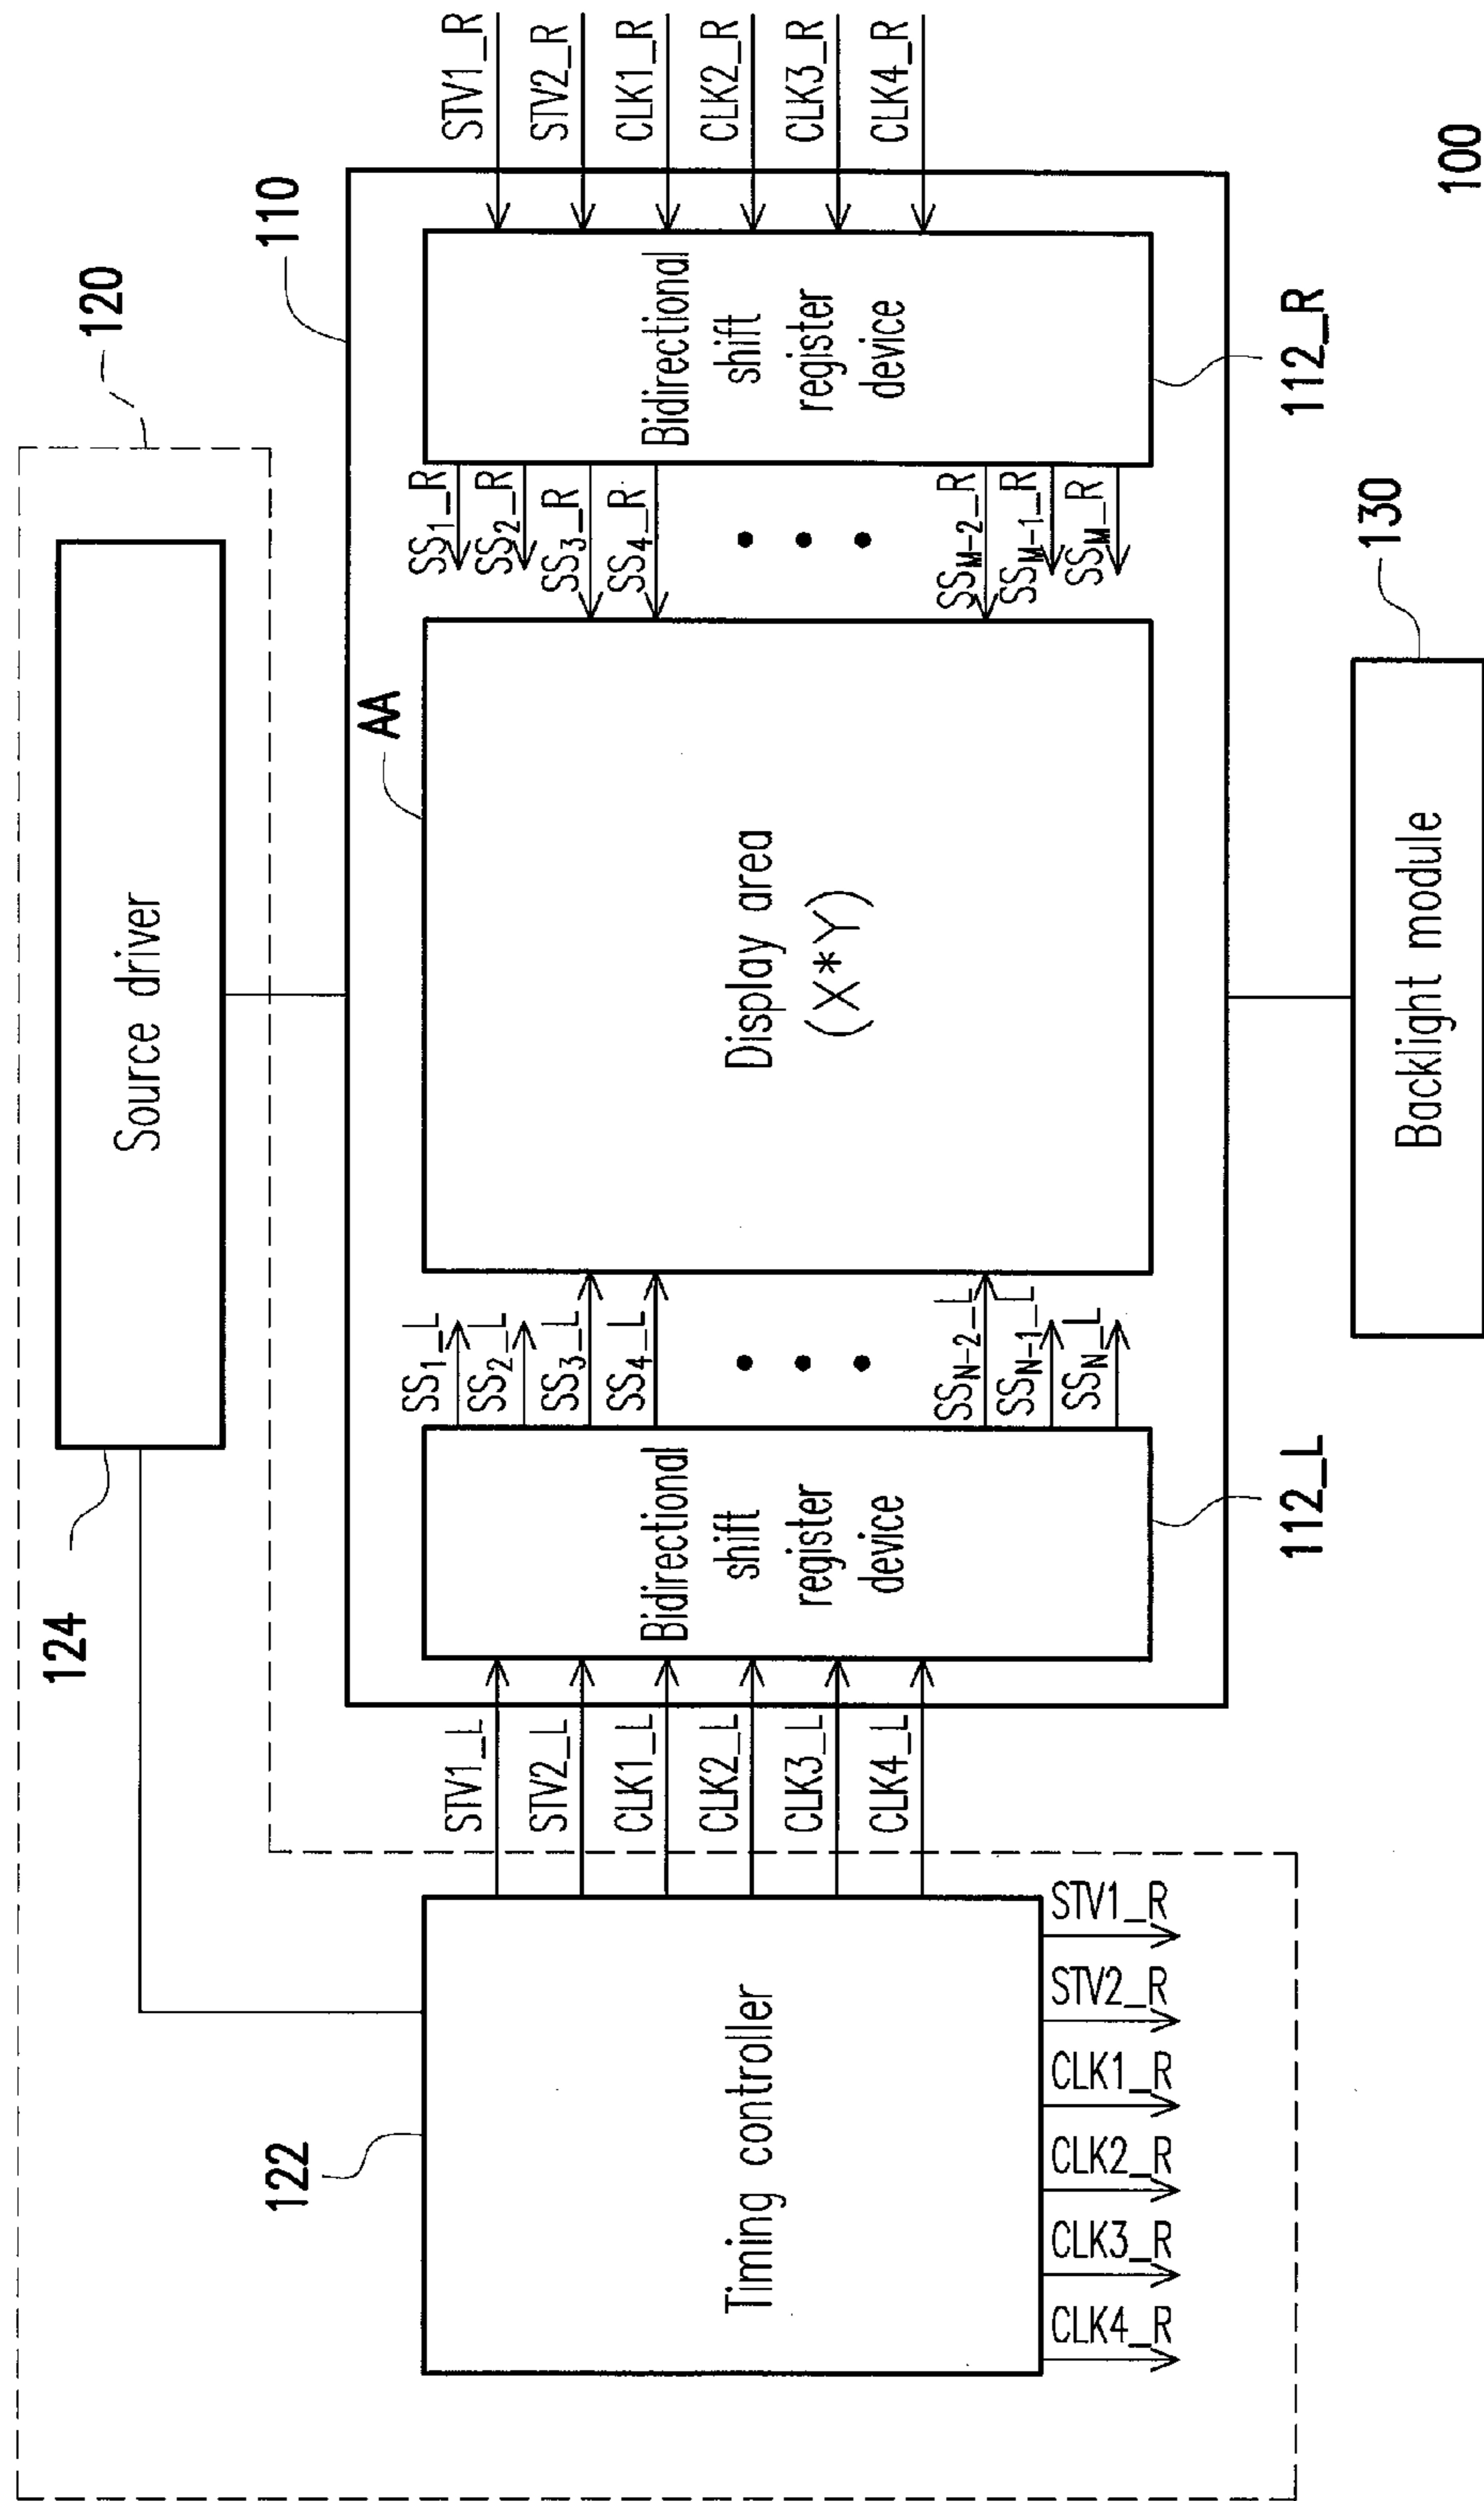 120
124
Source driver
110
AA
122
Timing controller
STV1_L
STV2_L
CLK1_L
CLK2_L
CLK3_L
CLK4_L
CLK4_R
CLK3_R
CLK2_R
CLK1_R
STV2_R
STV1_R
Bidirectional
shift
register
device
112_L
SS1_L
SS2_L
SS3_L
SS4_L
SSN-2_L
SSN-1_L
SSN_L
Display area
(X*Y)
SS1_R
SS2_R
SS3_R
SS4_R
SSM-2_R
SSM-1_R
SSM_R
Bidirectional
shift
register
device
112_R
STV1_R
STV2_R
CLK1_R
CLK2_R
CLK3_R
CLK4_R
Backlight module
130
100